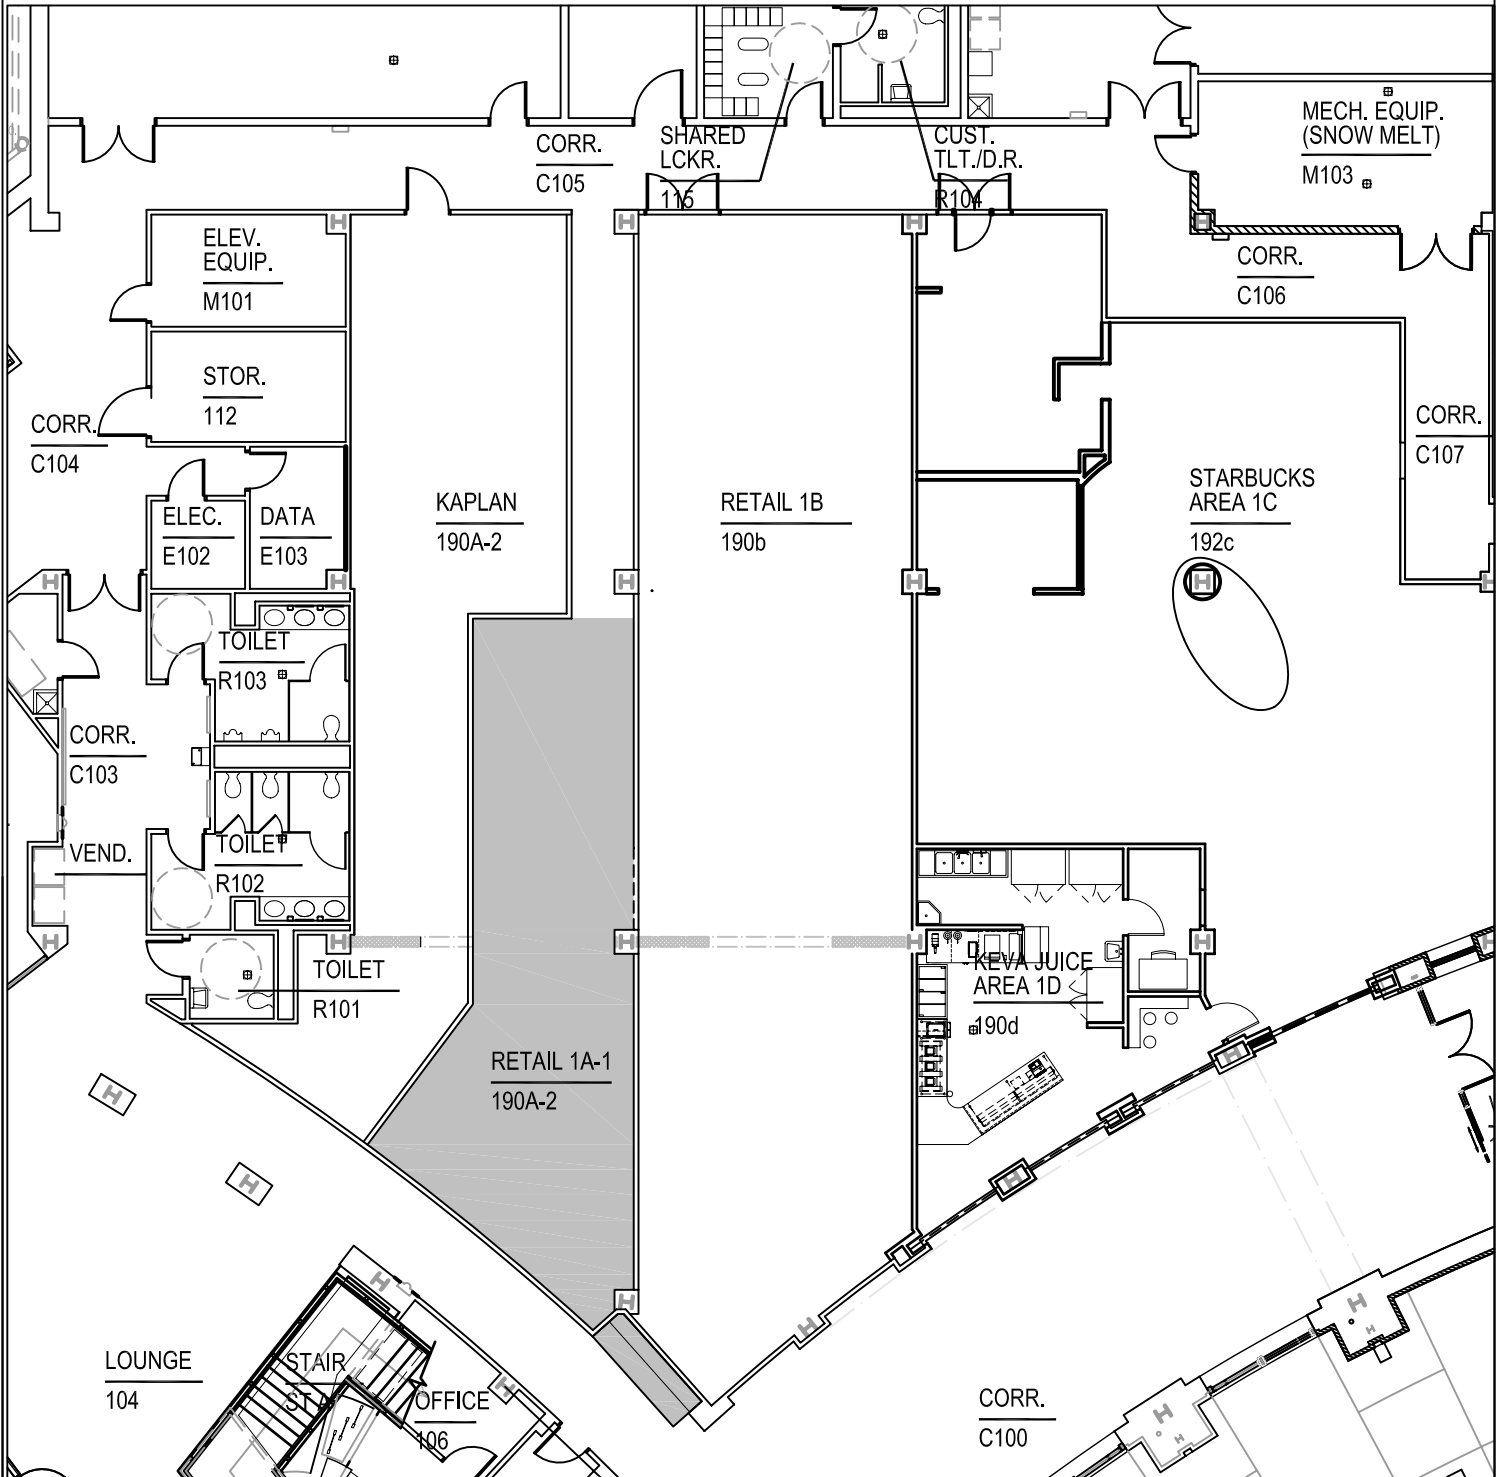 MECH. EQUIP.
(SNOW MELT)
M103
CORR.
C105
SHARED
LCKR.
115
CUST.
TLT./D.R.
R104
ELEV.
EQUIP.
M101
CORR.
C106
STOR.
112
CORR.
C104
CORR.
C107
KAPLAN
190A-2
RETAIL 1B
190b
STARBUCKS
AREA 1C
192c
ELEC.
E102
DATA
E103
TOILET
R103
CORR.
C103
VEND.
TOILET
R102
TOILET
R101
KEVA JUICE
AREA 1D
190d
RETAIL 1A-1
190A-2
LOUNGE
104
STAIR
ST.A
OFFICE
106
CORR.
C100